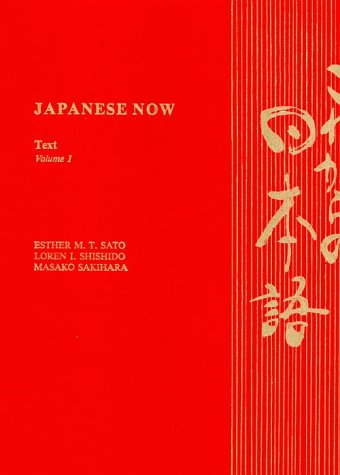 JAPANESE NOW
Text
Volume 1
ESTHER M. T. SATO
LOREN I. SHISHIDO
MASAKO SAKIHARA
これからの
日本語